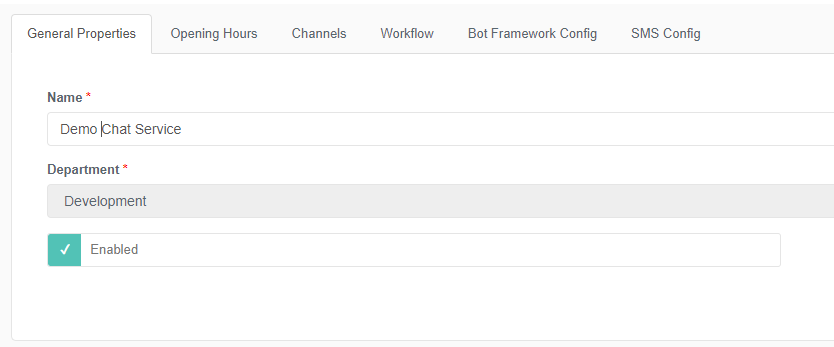 General Properties Opening Hours Channels Workflow Bot Framework Config SMS Config
Name *
Demo Chat Service
Department *
Development
Enabled